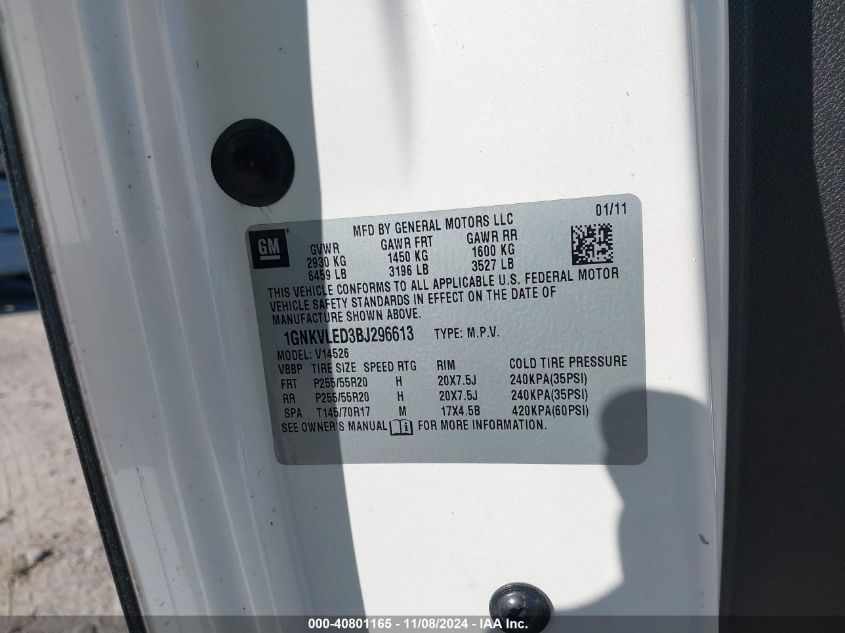 MFD BY GENERAL MOTORS LLC 01/11
GM
GVWR GAWR FRT GAWR RR
2930 KG 1450 KG 1600 KG
6459 LB 3196 LB 3527 LB
THIS VEHICLE CONFORMS TO ALL APPLICABLE U.S. FEDERAL MOTOR
VEHICLE SAFETY STANDARDS IN EFFECT ON THE DATE OF
MANUFACTURE SHOWN ABOVE.
1GNKVLED3BJ296613 TYPE: M.P.V.
MODEL: V14526
VBBP TIRE SIZE SPEED RTG RIM COLD TIRE PRESSURE
FRT P255/55R20 H 20X7.5J 240KPA(35PSI)
RR P255/55R20 H 20X7.5J 240KPA(35PSI)
SPA T145/70R17 M 17X4.5B 420KPA(60PSI)
SEE OWNER'S MANUAL FOR MORE INFORMATION.
000-40801165 - 11/08/2024 - IAA Inc.